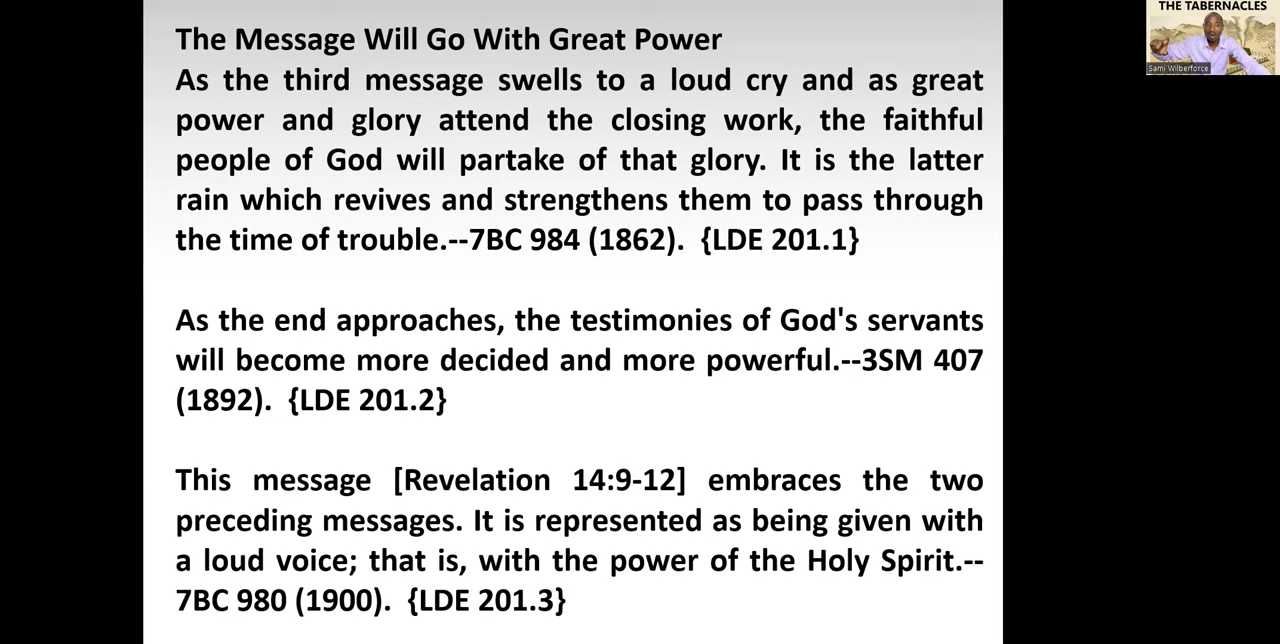 THE TABERNACLES
Sami Wilberforce
The Message Will Go With Great Power
As the third message swells to a loud cry and as great
power and glory attend the closing work, the faithful
people of God will partake of that glory. It is the latter
rain which revives and strengthens them to pass through
the time of trouble.--7BC 984 (1862). {LDE 201.1}
As the end approaches, the testimonies of God's servants
will become more decided and more powerful.--3SM 407
(1892). {LDE 201.2}
This message [Revelation 14:9-12] embraces the two
preceding messages. It is represented as being given with
a loud voice; that is, with the power of the Holy Spirit.--
7BC 980 (1900). {LDE 201.3}